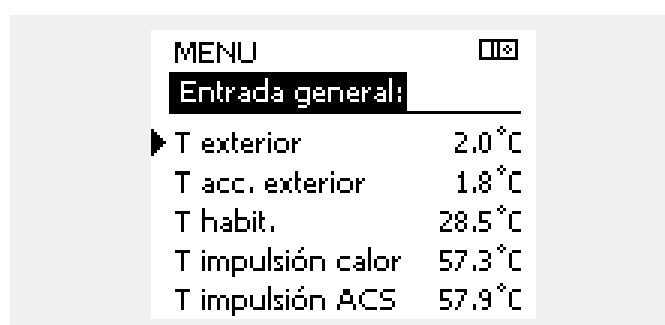 MENU
Entrada general:
T exterior 2.0°C
T acc. exterior 1.8°C
T habit. 28.5°C
T impulsión calor 57.3°C
T impulsión ACS 57.9°C